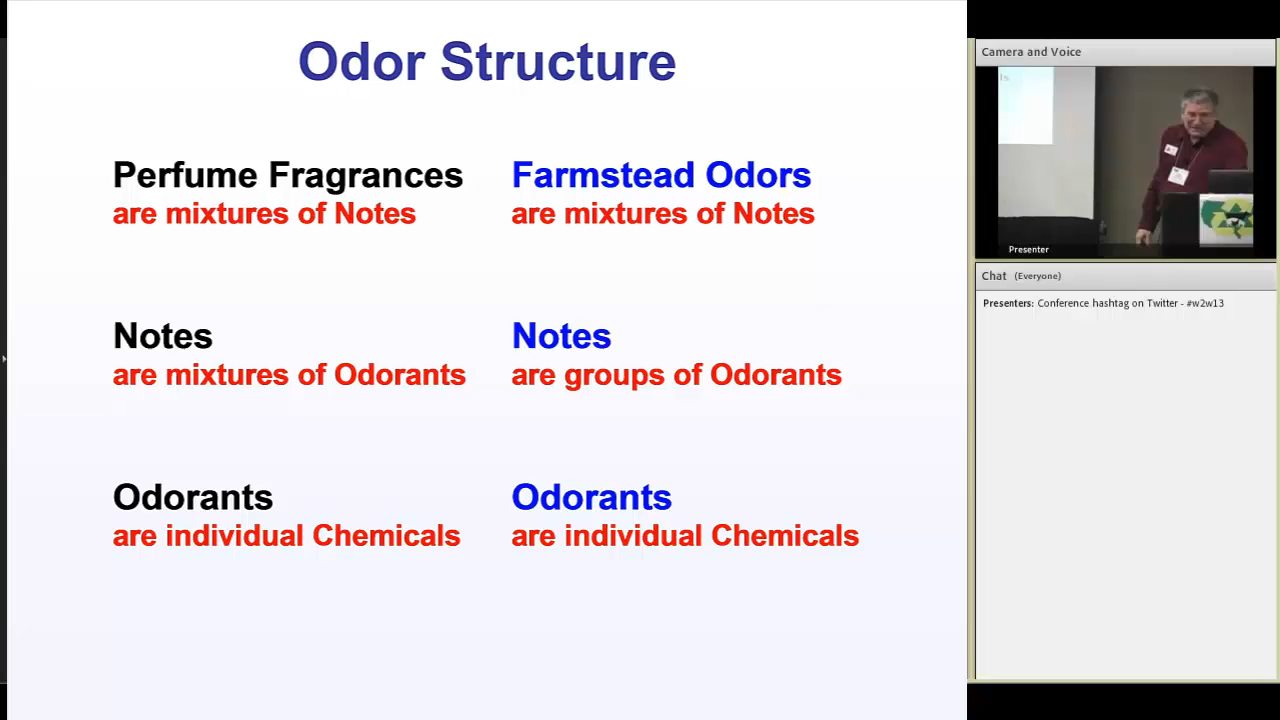 Odor Structure
Perfume Fragrances
are mixtures of Notes
Farmstead Odors
are mixtures of Notes
Notes
are mixtures of Odorants
Notes
are groups of Odorants
Odorants
are individual Chemicals
Odorants
are individual Chemicals
Camera and Voice
Presenter
Chat (Everyone)
Presenters: Conference hashtag on Twitter - #w2w13